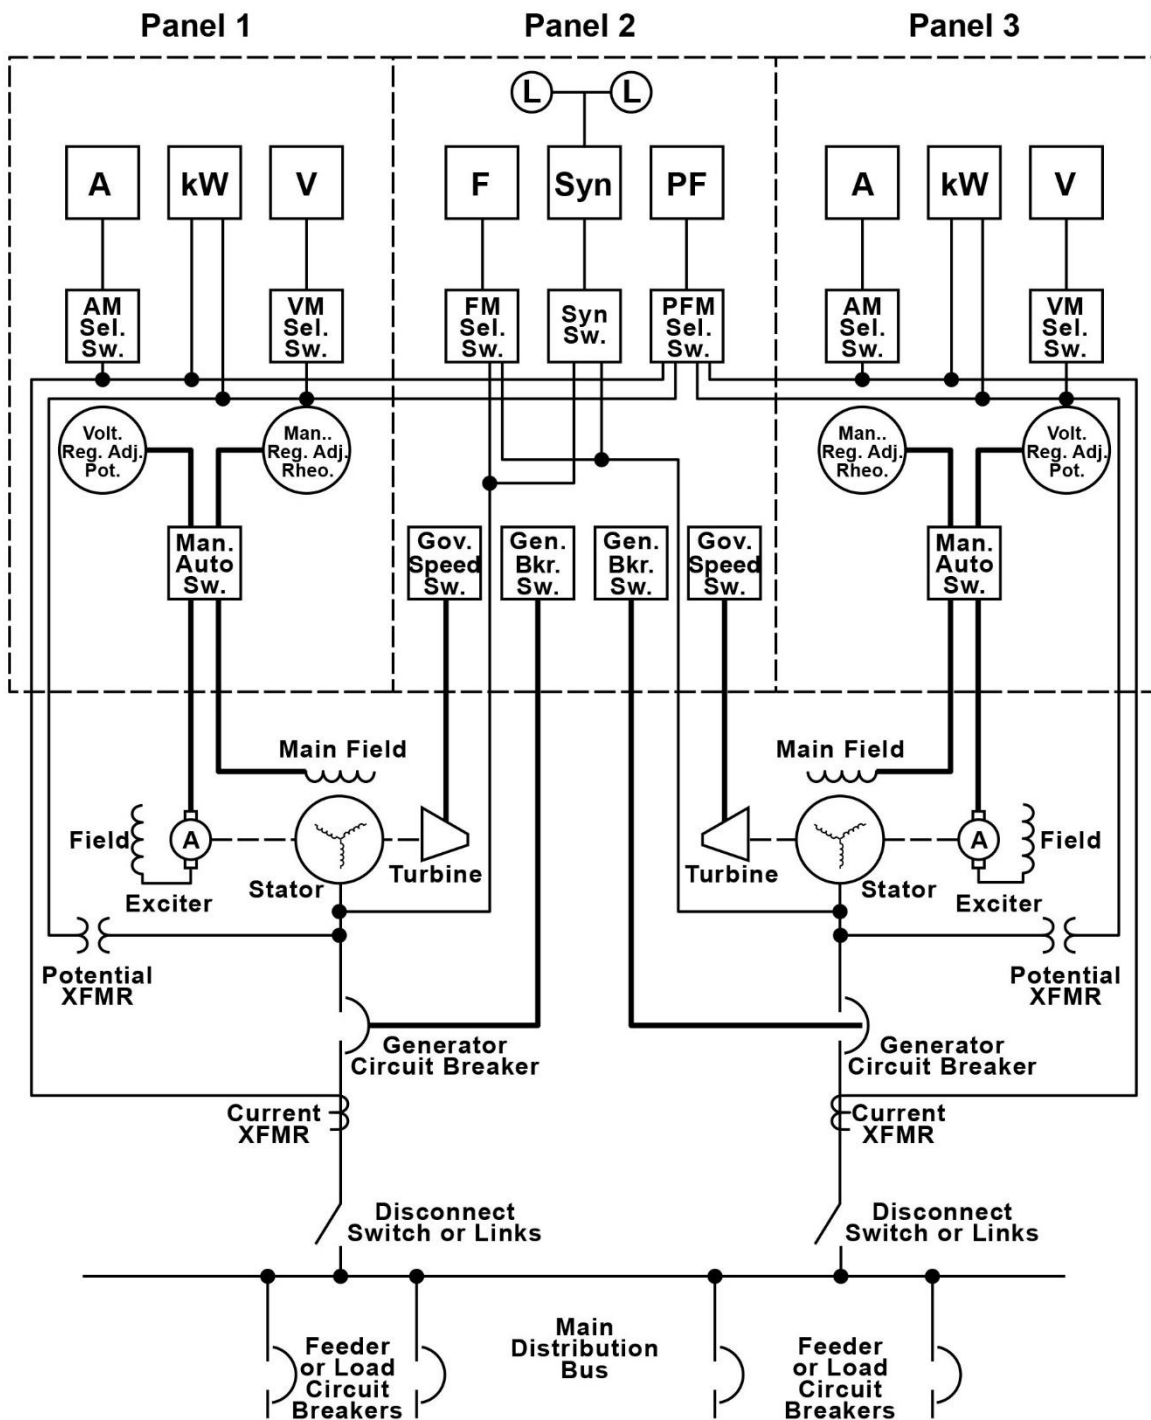 Panel 1
Panel 2
Panel 3
L
L
A
kW
V
F
Syn
PF
A
kW
V
AM
Sel.
Sw.
VM
Sel.
Sw.
FM
Sel.
Sw.
Syn
Sw.
PFM
Sel.
Sw.
AM
Sel.
Sw.
VM
Sel.
Sw.
Volt.
Reg. Adj.
Pot.
Man..
Reg. Adj.
Rheo.
Man..
Reg. Adj.
Rheo.
Volt.
Reg. Adj.
Pot.
Man.
Auto
Sw.
Gov.
Speed
Sw.
Gen.
Bkr.
Sw.
Gen.
Bkr.
Sw.
Gov.
Speed
Sw.
Man.
Auto
Sw.
Main Field
Main Field
Field
A
Exciter
Stator
Turbine
Turbine
Stator
A
Exciter
Field
Potential
XFMR
Potential
XFMR
Generator
Circuit Breaker
Generator
Circuit Breaker
Current
XFMR
Current
XFMR
Disconnect
Switch or Links
Disconnect
Switch or Links
Feeder
or Load
Circuit
Breakers
Main
Distribution
Bus
Feeder
or Load
Circuit
Breakers